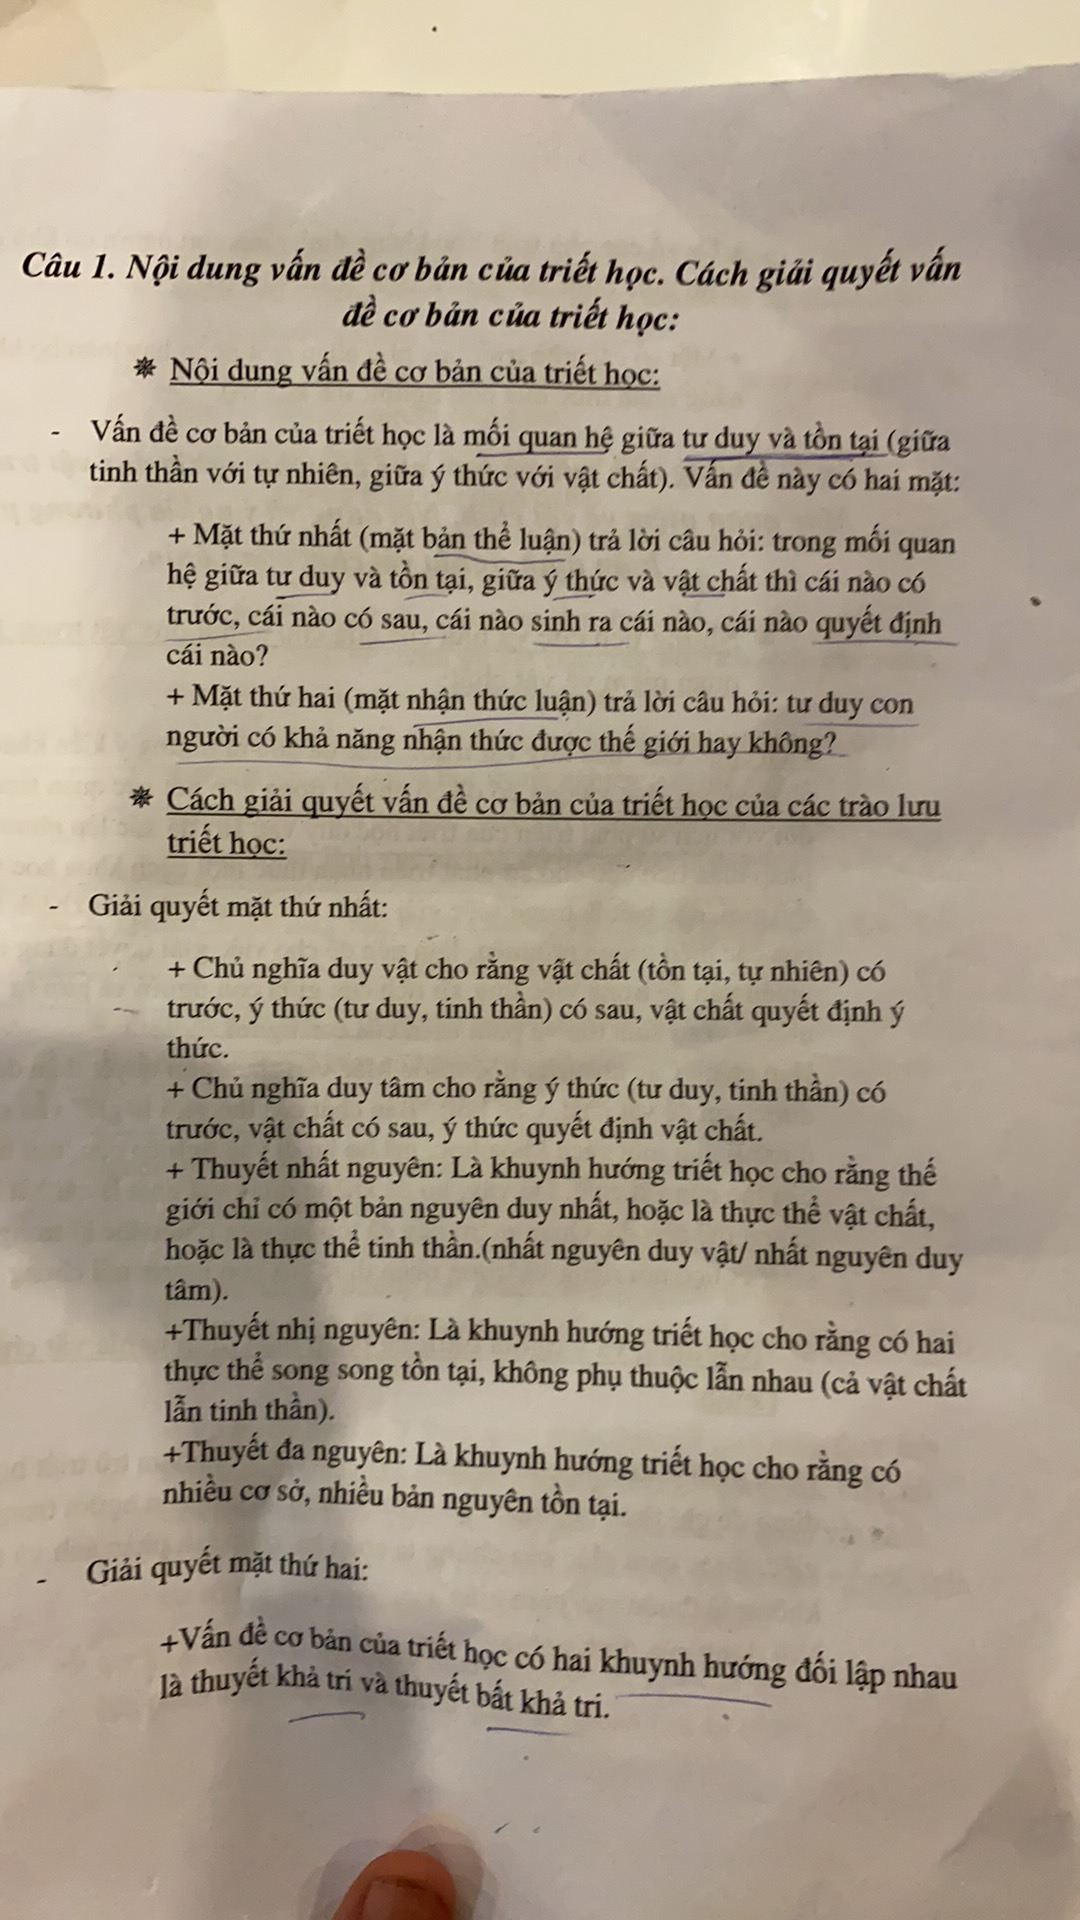 Câu 1. Nội dung vấn đề cơ bản của triết học. Cách giải quyết vấn
đề cơ bản của triết học:
❋ Nội dung vấn đề cơ bản của triết học:
- Vấn đề cơ bản của triết học là mối quan hệ giữa tư duy và tồn tại (giữa
tinh thần với tự nhiên, giữa ý thức với vật chất). Vấn đề này có hai mặt:
+ Mặt thứ nhất (mặt bản thể luận) trả lời câu hỏi: trong mối quan
hệ giữa tư duy và tồn tại, giữa ý thức và vật chất thì cái nào có
trước, cái nào có sau, cái nào sinh ra cái nào, cái nào quyết định
cái nào?
+ Mặt thứ hai (mặt nhận thức luận) trả lời câu hỏi: tư duy con
người có khả năng nhận thức được thế giới hay không?
❋ Cách giải quyết vấn đề cơ bản của triết học của các trào lưu
triết học:
- Giải quyết mặt thứ nhất:
+ Chủ nghĩa duy vật cho rằng vật chất (tồn tại, tự nhiên) có
trước, ý thức (tư duy, tinh thần) có sau, vật chất quyết định ý
thức.
+ Chủ nghĩa duy tâm cho rằng ý thức (tư duy, tinh thần) có
trước, vật chất có sau, ý thức quyết định vật chất.
+ Thuyết nhất nguyên: Là khuynh hướng triết học cho rằng thế
giới chỉ có một bản nguyên duy nhất, hoặc là thực thể vật chất,
hoặc là thực thể tinh thần.(nhất nguyên duy vật/ nhất nguyên duy
tâm).
+Thuyết nhị nguyên: Là khuynh hướng triết học cho rằng có hai
thực thể song song tồn tại, không phụ thuộc lẫn nhau (cả vật chất
lẫn tinh thần).
+Thuyết đa nguyên: Là khuynh hướng triết học cho rằng có
nhiều cơ sở, nhiều bản nguyên tồn tại.
- Giải quyết mặt thứ hai:
+Vấn đề cơ bản của triết học có hai khuynh hướng đối lập nhau
là thuyết khả tri và thuyết bất khả tri.